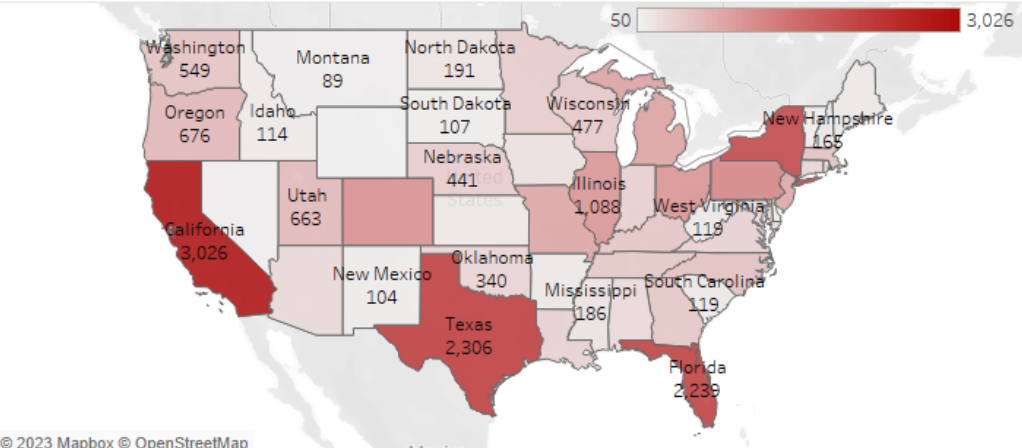 50
3,026
Washington
549
Montana
89
North Dakota
191
Oregon
676
Idaho
114
South Dakota
107
Wisconsin
477
New Hampshire
165
Nebraska
441
United
States
Utah
663
Illinois
1,088
West Virginia
119
California
3,026
New Mexico
104
Oklahoma
340
Mississippi
186
South Carolina
119
Texas
2,306
Florida
2,239
© 2023 Mapbox © OpenStreetMap